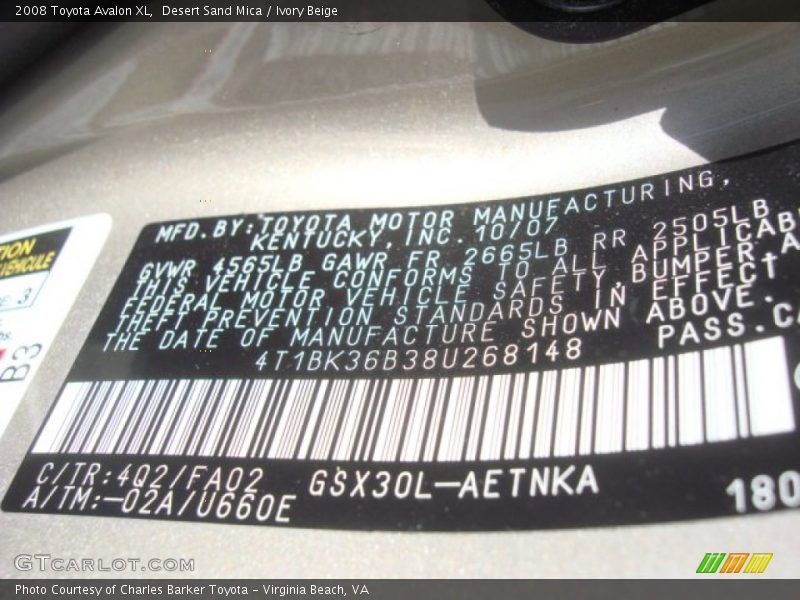 2008 Toyota Avalon XL,  Desert Sand Mica / Ivory Beige
MFD.BY:TOYOTA MOTOR MANUFACTURING,
KENTUCKY,INC.10/07
GVWR 4565LB GAWR FR 2665LB RR 2505LB
THIS VEHICLE CONFORMS TO ALL APPLICAB
FEDERAL MOTOR VEHICLE SAFETY,BUMPER,A
THEFT PREVENTION STANDARDS IN EFFECT
THE DATE OF MANUFACTURE SHOWN ABOVE.
4T1BK36B38U268148 PASS.CA
C/TR:4Q2/FA02 GSX30L-AETNKA
A/TM:-02A/U660E 180
B3
GTCARLOT.COM
Photo Courtesy of Charles Barker Toyota - Virginia Beach, VA